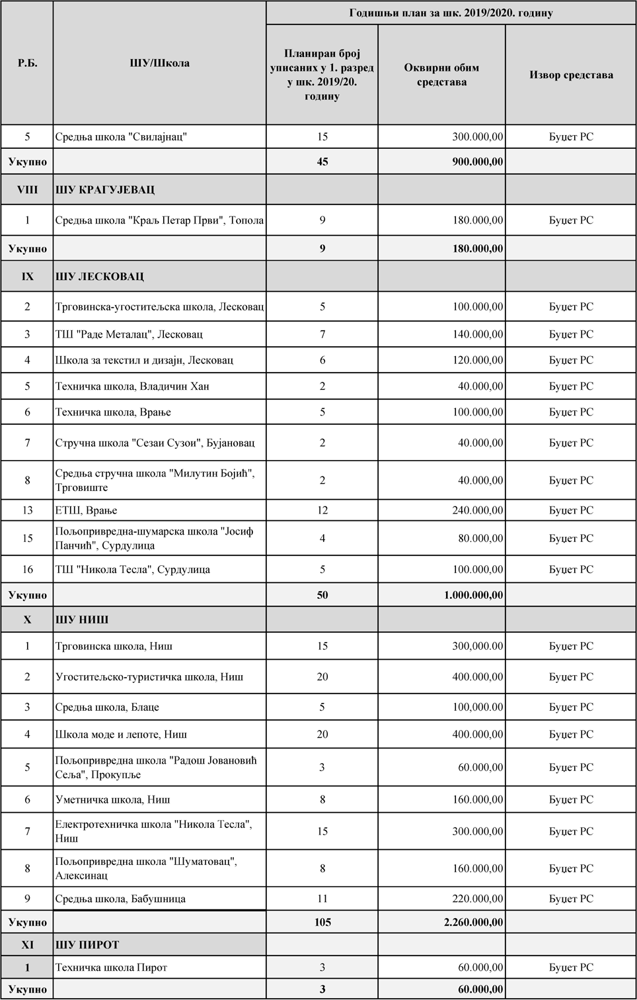 Р.Б.
ШУ/Школа
Годишњи план за шк. 2019/2020. годину
Планиран број
уписаних у 1. разред
у шк. 2019/20.
годину
Оквирни обим
средстава
Извор средстава
5 Средња школа "Свилајнац" 15 300.000,00 Буџет РС
Укупно 45 900.000,00
VIII ШУ КРАГУЈЕВАЦ
1 Средња школа "Краљ Петар Први", Топола 9 180.000,00 Буџет РС
Укупно 9 180.000,00
IX ШУ ЛЕСКОВАЦ
2 Трговинска-угоститељска школа, Лесковац 5 100.000,00 Буџет РС
3 ТШ "Раде Металац", Лесковац 7 140.000,00 Буџет РС
4 Школа за текстил и дизајн, Лесковац 6 120.000,00 Буџет РС
5 Техничка школа, Владичин Хан 2 40.000,00 Буџет РС
6 Техничка школа, Врање 5 100.000,00 Буџет РС
7 Стручна школа "Сезаи Сузои", Бујановац 2 40.000,00 Буџет РС
8 Средња стручна школа "Милутин Бојић",
Трговиште 2 40.000,00 Буџет РС
13 ЕТШ, Врање 12 240.000,00 Буџет РС
15 Пољопривредна-шумарска школа "Јосиф
Панчић", Сурдулица 4 80.000,00 Буџет РС
16 ТШ "Никола Тесла", Сурдулица 5 100.000,00 Буџет РС
Укупно 50 1.000.000,00
X ШУ НИШ
1 Трговинска школа, Ниш 15 300,000.00 Буџет РС
2 Угоститељско-туристичка школа, Ниш 20 400.000,00 Буџет РС
3 Средња школа, Блаце 5 100,000.00 Буџет РС
4 Школа моде и лепоте, Ниш 20 400.000,00 Буџет РС
5 Пољопривредна школа "Радош Јовановић
Сеља", Прокупље 3 60.000,00 Буџет РС
6 Уметничка школа, Ниш 8 160.000,00 Буџет РС
7 Електротехничка школа "Никола Тесла",
Ниш 15 300.000,00 Буџет РС
8 Пољопривредна школа "Шуматовац",
Алексинац 8 160.000,00 Буџет РС
9 Средња школа, Бабушница 11 220.000,00 Буџет РС
Укупно 105 2.260.000,00
XI ШУ ПИРОТ
1 Техничка школа Пирот 3 60.000,00 Буџет РС
Укупно 3 60.000,00